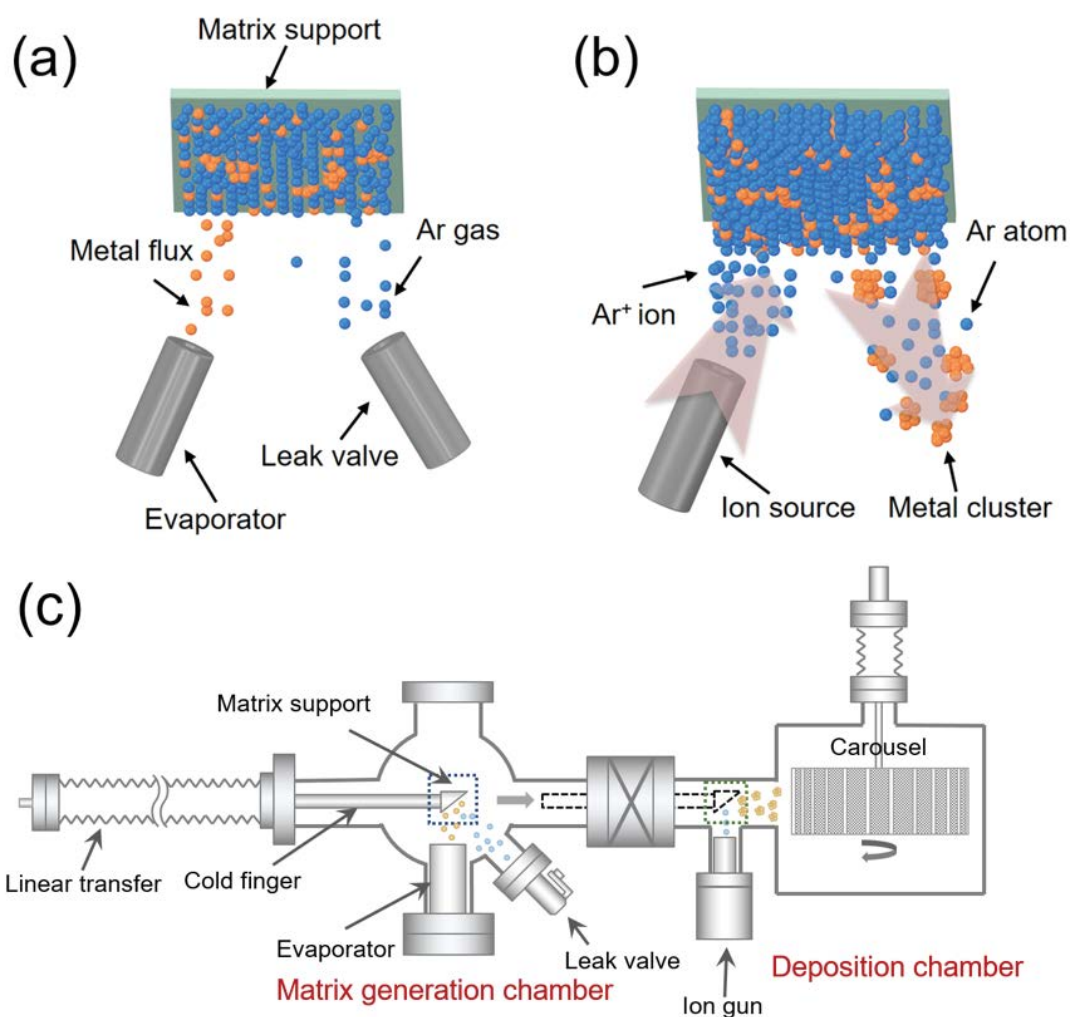 (a)
Matrix support
Metal flux
Ar gas
Leak valve
Evaporator
(b)
Ar atom
Ar⁺ ion
Ion source
Metal cluster
(c)
Matrix support
Carousel
Linear transfer
Cold finger
Evaporator
Leak valve
Matrix generation chamber
Ion gun
Deposition chamber